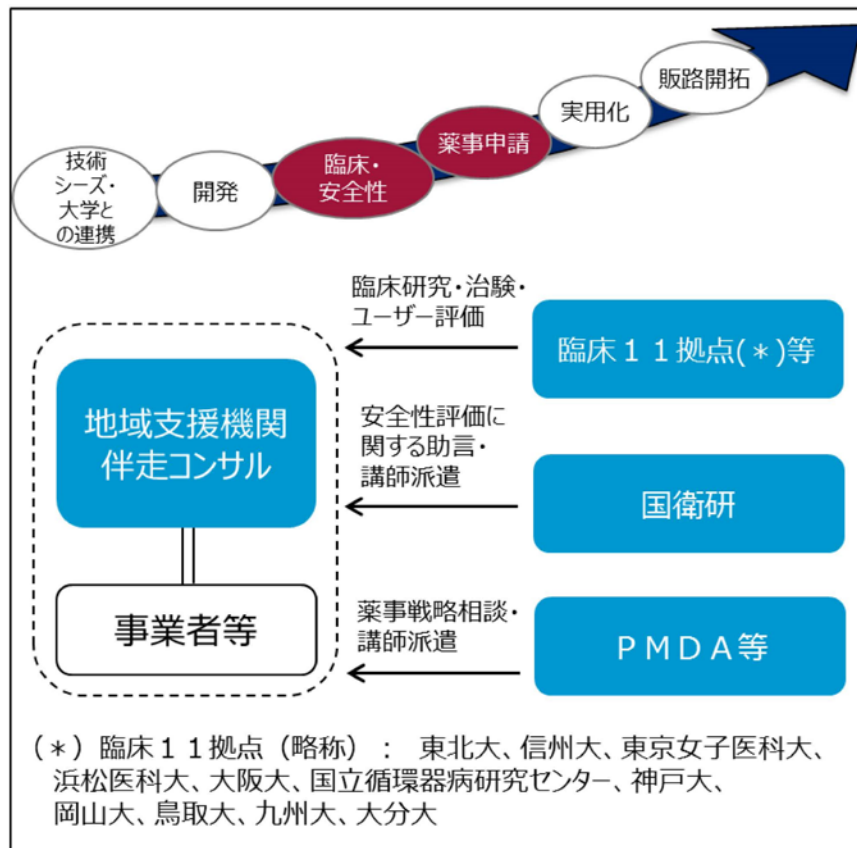 販路開拓
実用化
薬事申請
臨床・
安全性
開発
技術
シーズ・
大学と
の連携
臨床研究・治験・
ユーザー評価
臨床11拠点(*)等
地域支援機関
伴走コンサル
安全性評価に
関する助言・
講師派遣
国衛研
事業者等
薬事戦略相談・
講師派遣
PMDA等
(*)臨床11拠点(略称): 東北大、信州大、東京女子医科大、
浜松医科大、大阪大、国立循環器病研究センター、神戸大、
岡山大、鳥取大、九州大、大分大